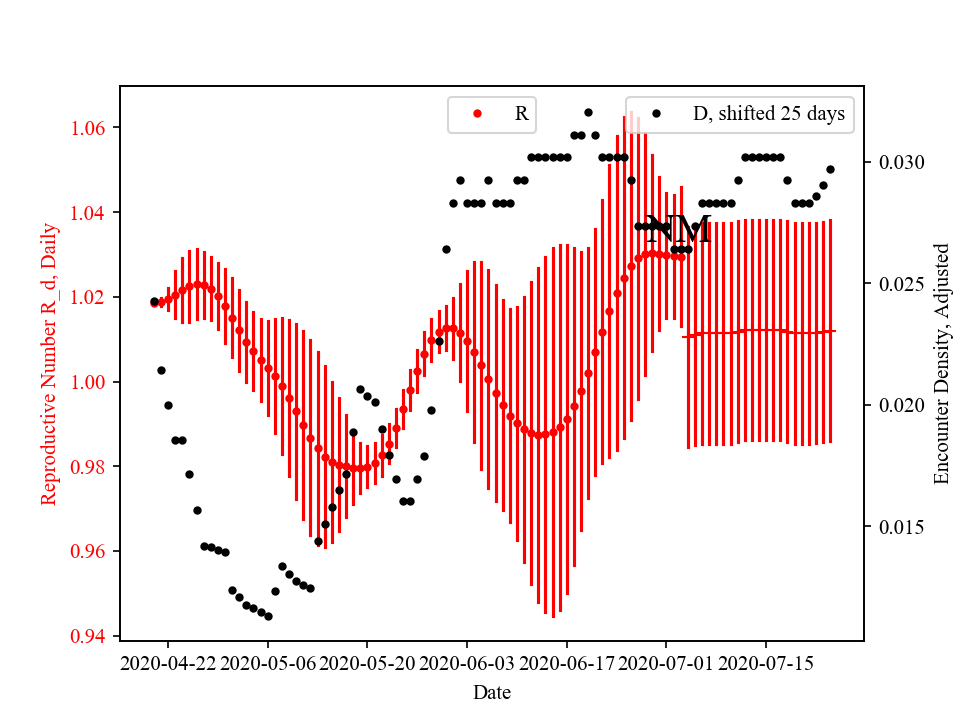 R
D, shifted 25 days
1.06
1.04
1.02
1.00
0.98
0.96
0.94
Reproductive Number R_d, Daily
NM
0.030
0.025
0.020
0.015
Encounter Density, Adjusted
2020-04-22 2020-05-06 2020-05-20 2020-06-03 2020-06-17 2020-07-01 2020-07-15
Date